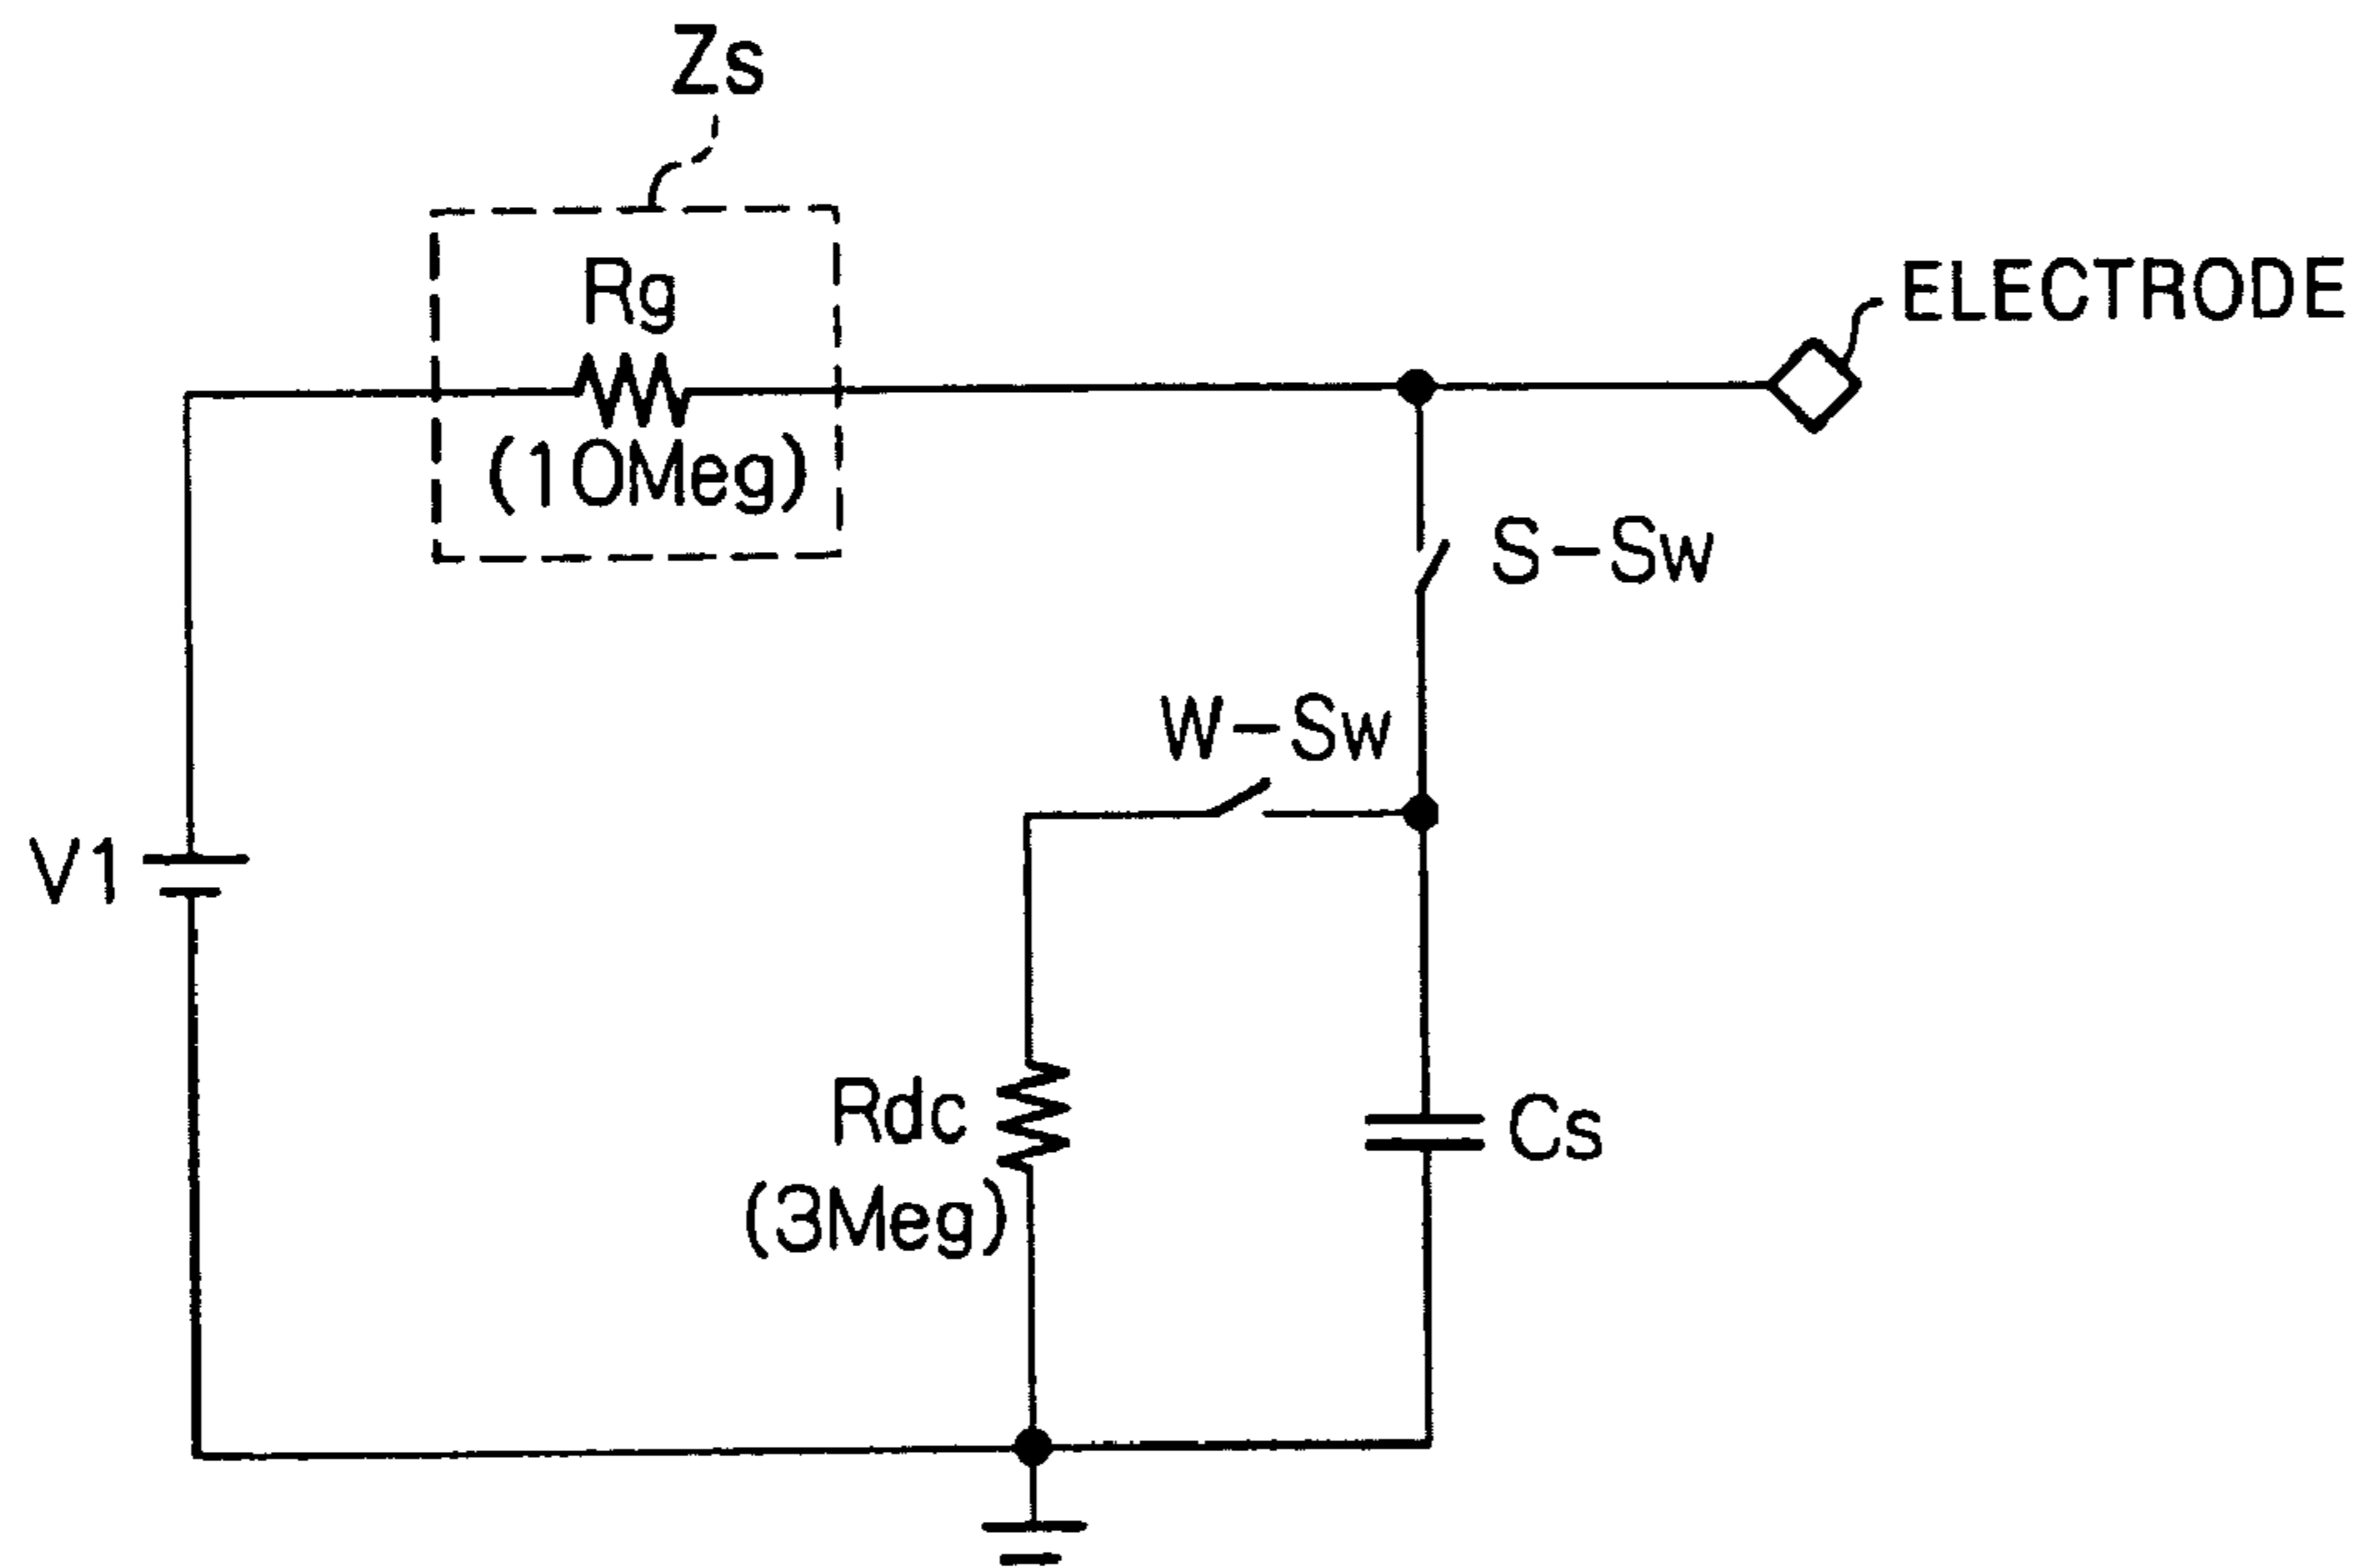 Zs
Rg
(10Meg)
ELECTRODE
S-Sw
W-Sw
V1
Rdc
(3Meg)
Cs